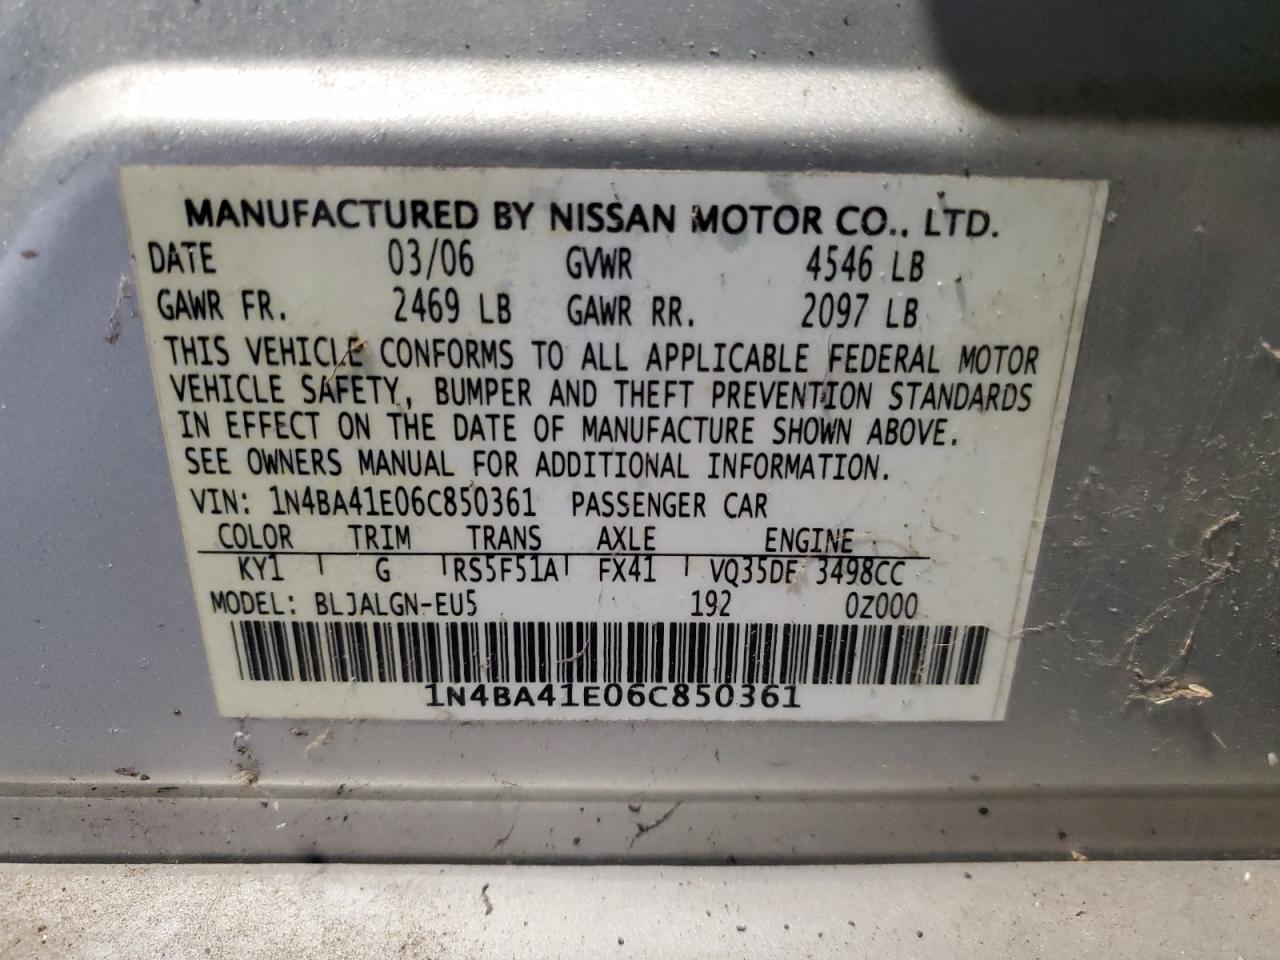 MANUFACTURED BY NISSAN MOTOR CO., LTD.
DATE 03/06 GVWR 4546 LB
GAWR FR. 2469 LB GAWR RR. 2097 LB
THIS VEHICLE CONFORMS TO ALL APPLICABLE FEDERAL MOTOR
VEHICLE SAFETY, BUMPER AND THEFT PREVENTION STANDARDS
IN EFFECT ON THE DATE OF MANUFACTURE SHOWN ABOVE.
SEE OWNERS MANUAL FOR ADDITIONAL INFORMATION.
VIN: 1N4BA41E06C850361 PASSENGER CAR
COLOR TRIM TRANS AXLE ENGINE
KY1 G RS5F51A FX41 VQ35DE 3498CC
MODEL: BLJALGN-EU5 192 0Z000
1N4BA41E06C850361